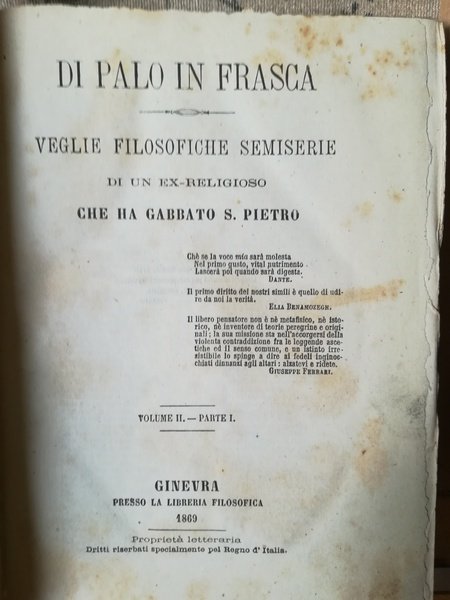 DI PALO IN FRASCA
VEGLIE FILOSOFICHE SEMISERIE
DI UN EX-RELIGIOSO
CHE HA GABBATO S. PIETRO
Chè se la voce mia sarà molesta
Nel primo gusto, vital nutrimento
Lascerà poi quando sarà digesta.
DANTE.
Il primo diritto dei nostri simili è quello di udi-
re da noi la verità.
ELIA BENAMOZEGH.
Il libero pensatore non è nè metafisico, nè isto-
rico, nè inventore di teorie peregrine e origi-
nali; la sua missione sta nell'accorgersi della
violenta contraddizione fra le leggende asce-
tiche ed il senso comune, e un istinto irre-
sistibile lo spinge a dire ai fedeli inginoc-
chiati dinnanzi agli altari: alzatevi e ridete.
GIUSEPPE FERRARI.
VOLUME II. — PARTE I.
GINEVRA
PRESSO LA LIBRERIA FILOSOFICA
1869
Proprietà letteraria
Dritti riserbati specialmente pel Regno d'Italia.